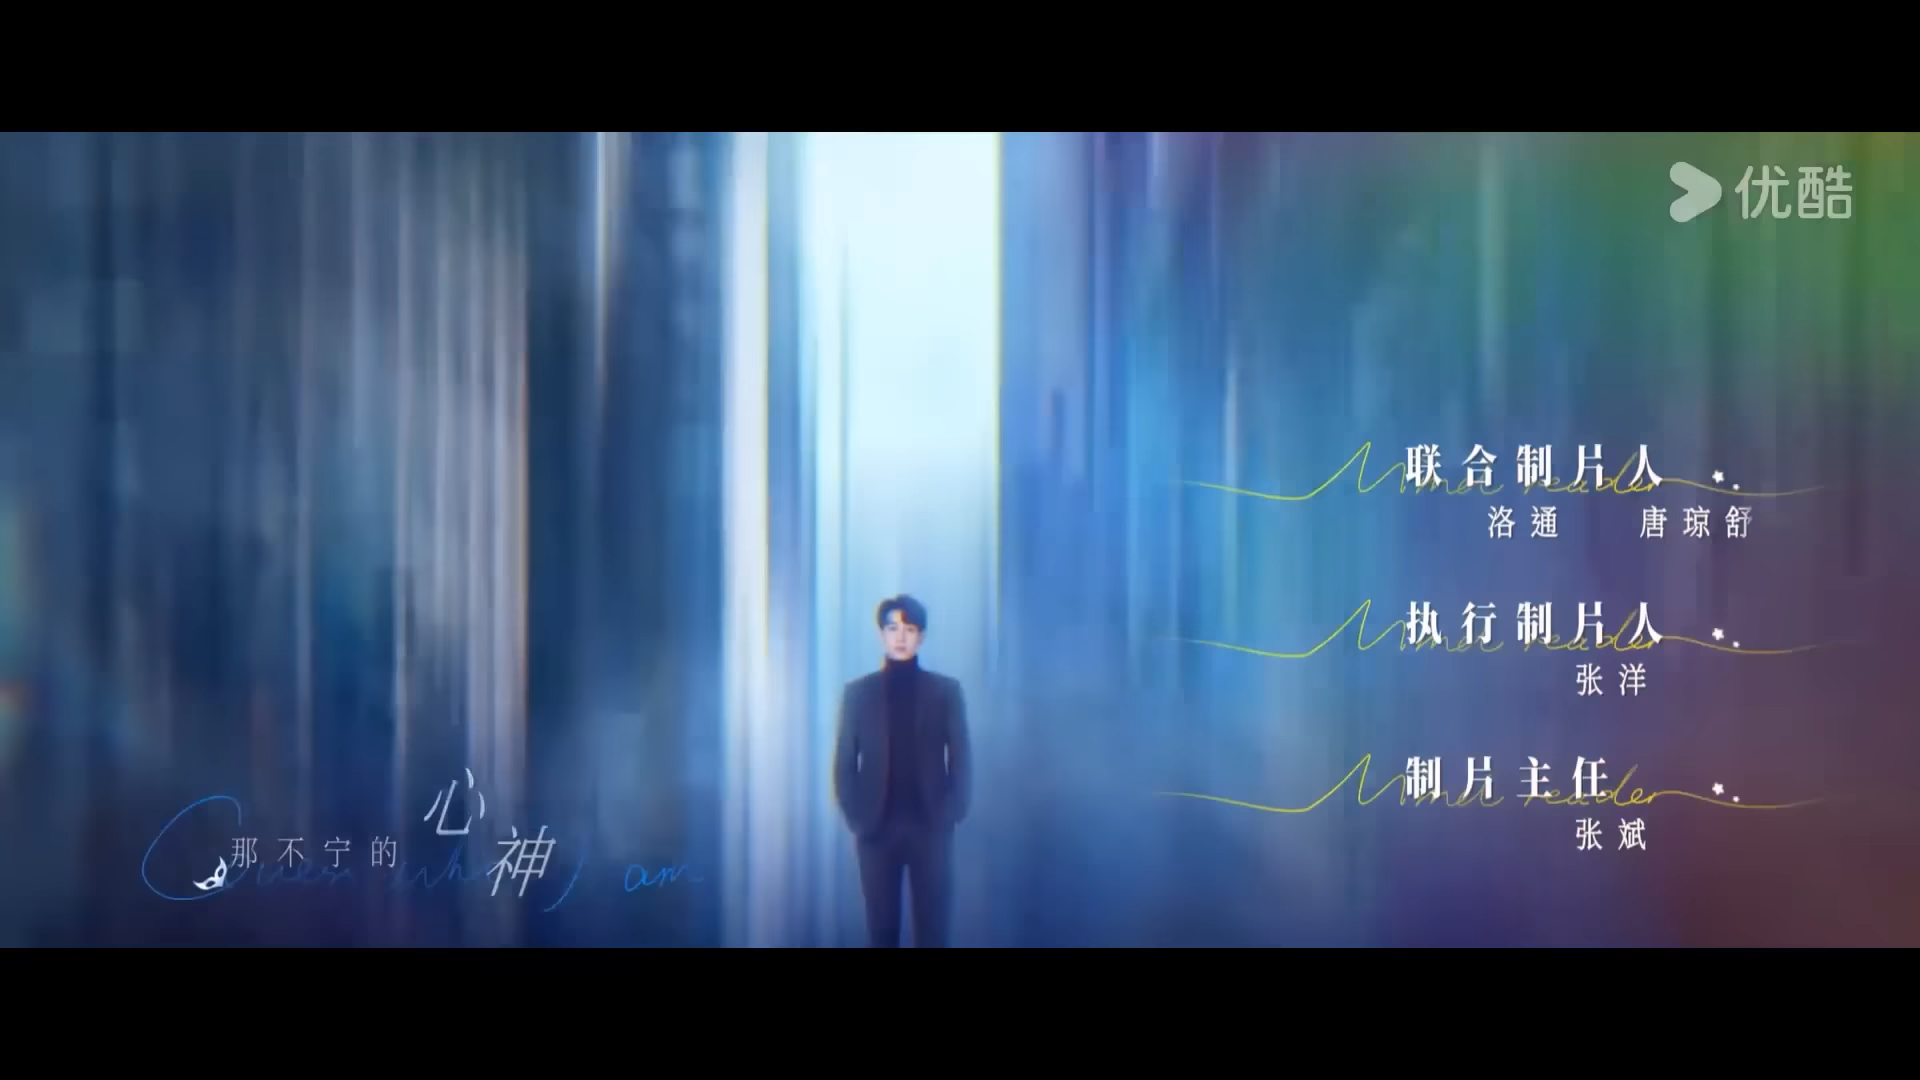 优酷
联合制片人
洛通 唐琼舒
执行制片人
张洋
制片主任
张斌
那不宁的心神